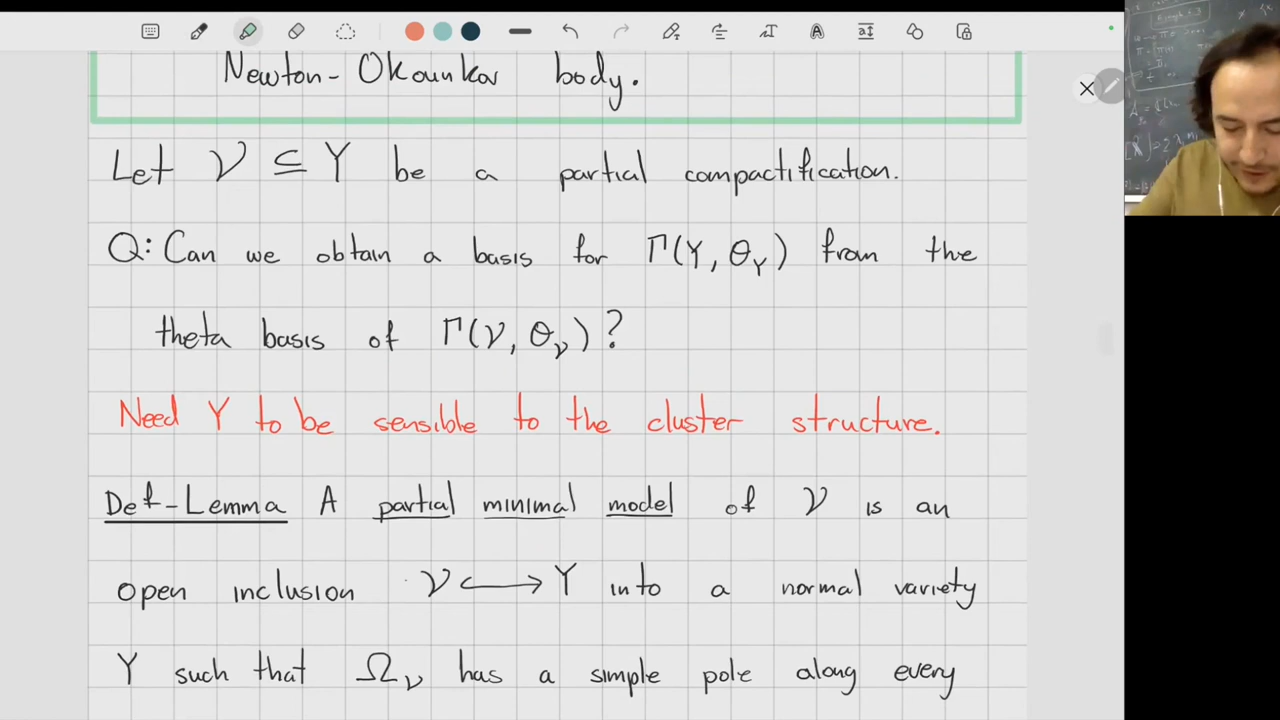 Newton-Okounkov body.
Let 𝒱 ⊆ Y be a partial compactification.
Q: Can we obtain a basis for Γ(Y, 𝒪_Y) from the
theta basis of Γ(𝒱, 𝒪_𝒱)?
Need Y to be sensible to the cluster structure.
Def-Lemma A partial minimal model of 𝒱 is an
open inclusion 𝒱 ⟷ Y into a normal variety
Y such that Ω_𝒱 has a simple pole along every